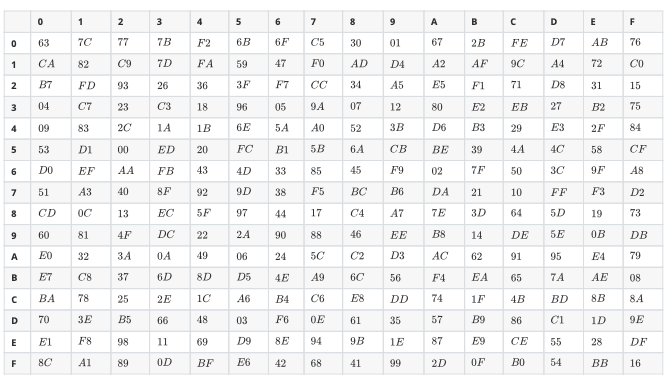 0 1 2 3 4 5 6 7 8 9 A B C D E F
0 63 7C 77 7B F2 6B 6F C5 30 01 67 2B FE D7 AB 76
1 CA 82 C9 7D FA 59 47 F0 AD D4 A2 AF 9C A4 72 C0
2 B7 FD 93 26 36 3F F7 CC 34 A5 E5 F1 71 D8 31 15
3 04 C7 23 C3 18 96 05 9A 07 12 80 E2 EB 27 B2 75
4 09 83 2C 1A 1B 6E 5A A0 52 3B D6 B3 29 E3 2F 84
5 53 D1 00 ED 20 FC B1 5B 6A CB BE 39 4A 4C 58 CF
6 D0 EF AA FB 43 4D 33 85 45 F9 02 7F 50 3C 9F A8
7 51 A3 40 8F 92 9D 38 F5 BC B6 DA 21 10 FF F3 D2
8 CD 0C 13 EC 5F 97 44 17 C4 A7 7E 3D 64 5D 19 73
9 60 81 4F DC 22 2A 90 88 46 EE B8 14 DE 5E 0B DB
A E0 32 3A 0A 49 06 24 5C C2 D3 AC 62 91 95 E4 79
B E7 C8 37 6D 8D D5 4E A9 6C 56 F4 EA 65 7A AE 08
C BA 78 25 2E 1C A6 B4 C6 E8 DD 74 1F 4B BD 8B 8A
D 70 3E B5 66 48 03 F6 0E 61 35 57 B9 86 C1 1D 9E
E E1 F8 98 11 69 D9 8E 94 9B 1E 87 E9 CE 55 28 DF
F 8C A1 89 0D BF E6 42 68 41 99 2D 0F B0 54 BB 16